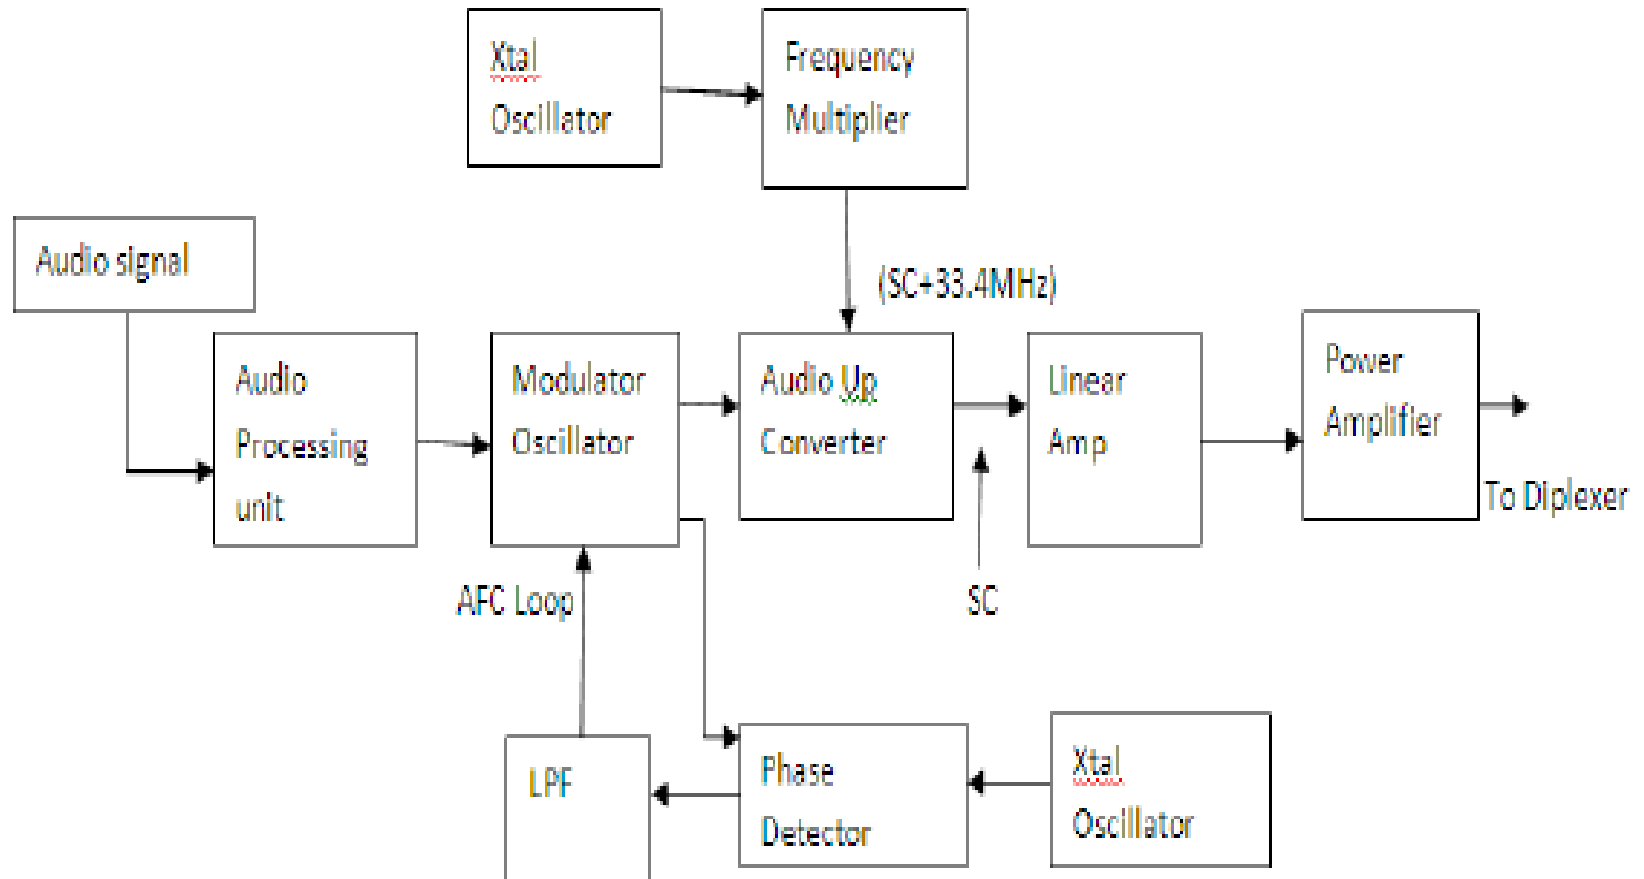 Xtal
Oscillator
Frequency
Multiplier
Audio signal
(SC+33.4MHz)
Audio
Processing
unit
Modulator
Oscillator
Audio Up
Converter
Linear
Amp
Power
Amplifier
To Diplexer
AFC Loop
SC
LPF
Phase
Detector
Xtal
Oscillator